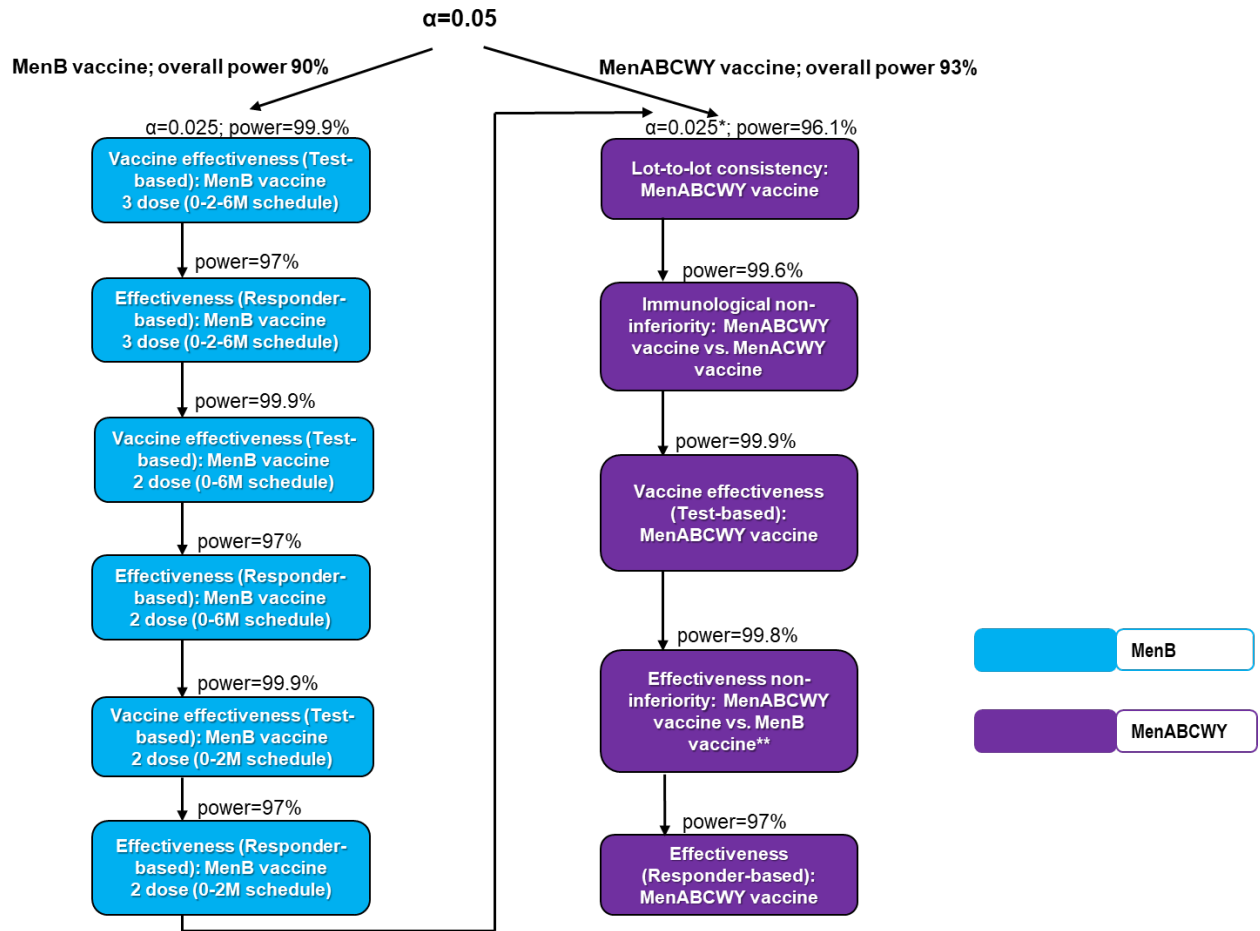 α=0.05
MenB vaccine; overall power 90%
MenABCWY vaccine; overall power 93%
α=0.025; power=99.9%
Vaccine effectiveness (Test-
based): MenB vaccine
3 dose (0-2-6M schedule)
power=97%
Effectiveness (Responder-
based): MenB vaccine
3 dose (0-2-6M schedule)
power=99.9%
Vaccine effectiveness (Test-
based): MenB vaccine
2 dose (0-6M schedule)
power=97%
Effectiveness (Responder-
based): MenB vaccine
2 dose (0-6M schedule)
power=99.9%
Vaccine effectiveness (Test-
based): MenB vaccine
2 dose (0-2M schedule)
power=97%
Effectiveness (Responder-
based): MenB vaccine
2 dose (0-2M schedule)
α=0.025*; power=96.1%
Lot-to-lot consistency:
MenABCWY vaccine
power=99.6%
Immunological non-
inferiority: MenABCWY
vaccine vs. MenACWY
vaccine
power=99.9%
Vaccine effectiveness
(Test-based):
MenABCWY vaccine
power=99.8%
Effectiveness non-
inferiority: MenABCWY
vaccine vs. MenB
vaccine**
power=97%
Effectiveness
(Responder-based):
MenABCWY vaccine
MenB
MenABCWY